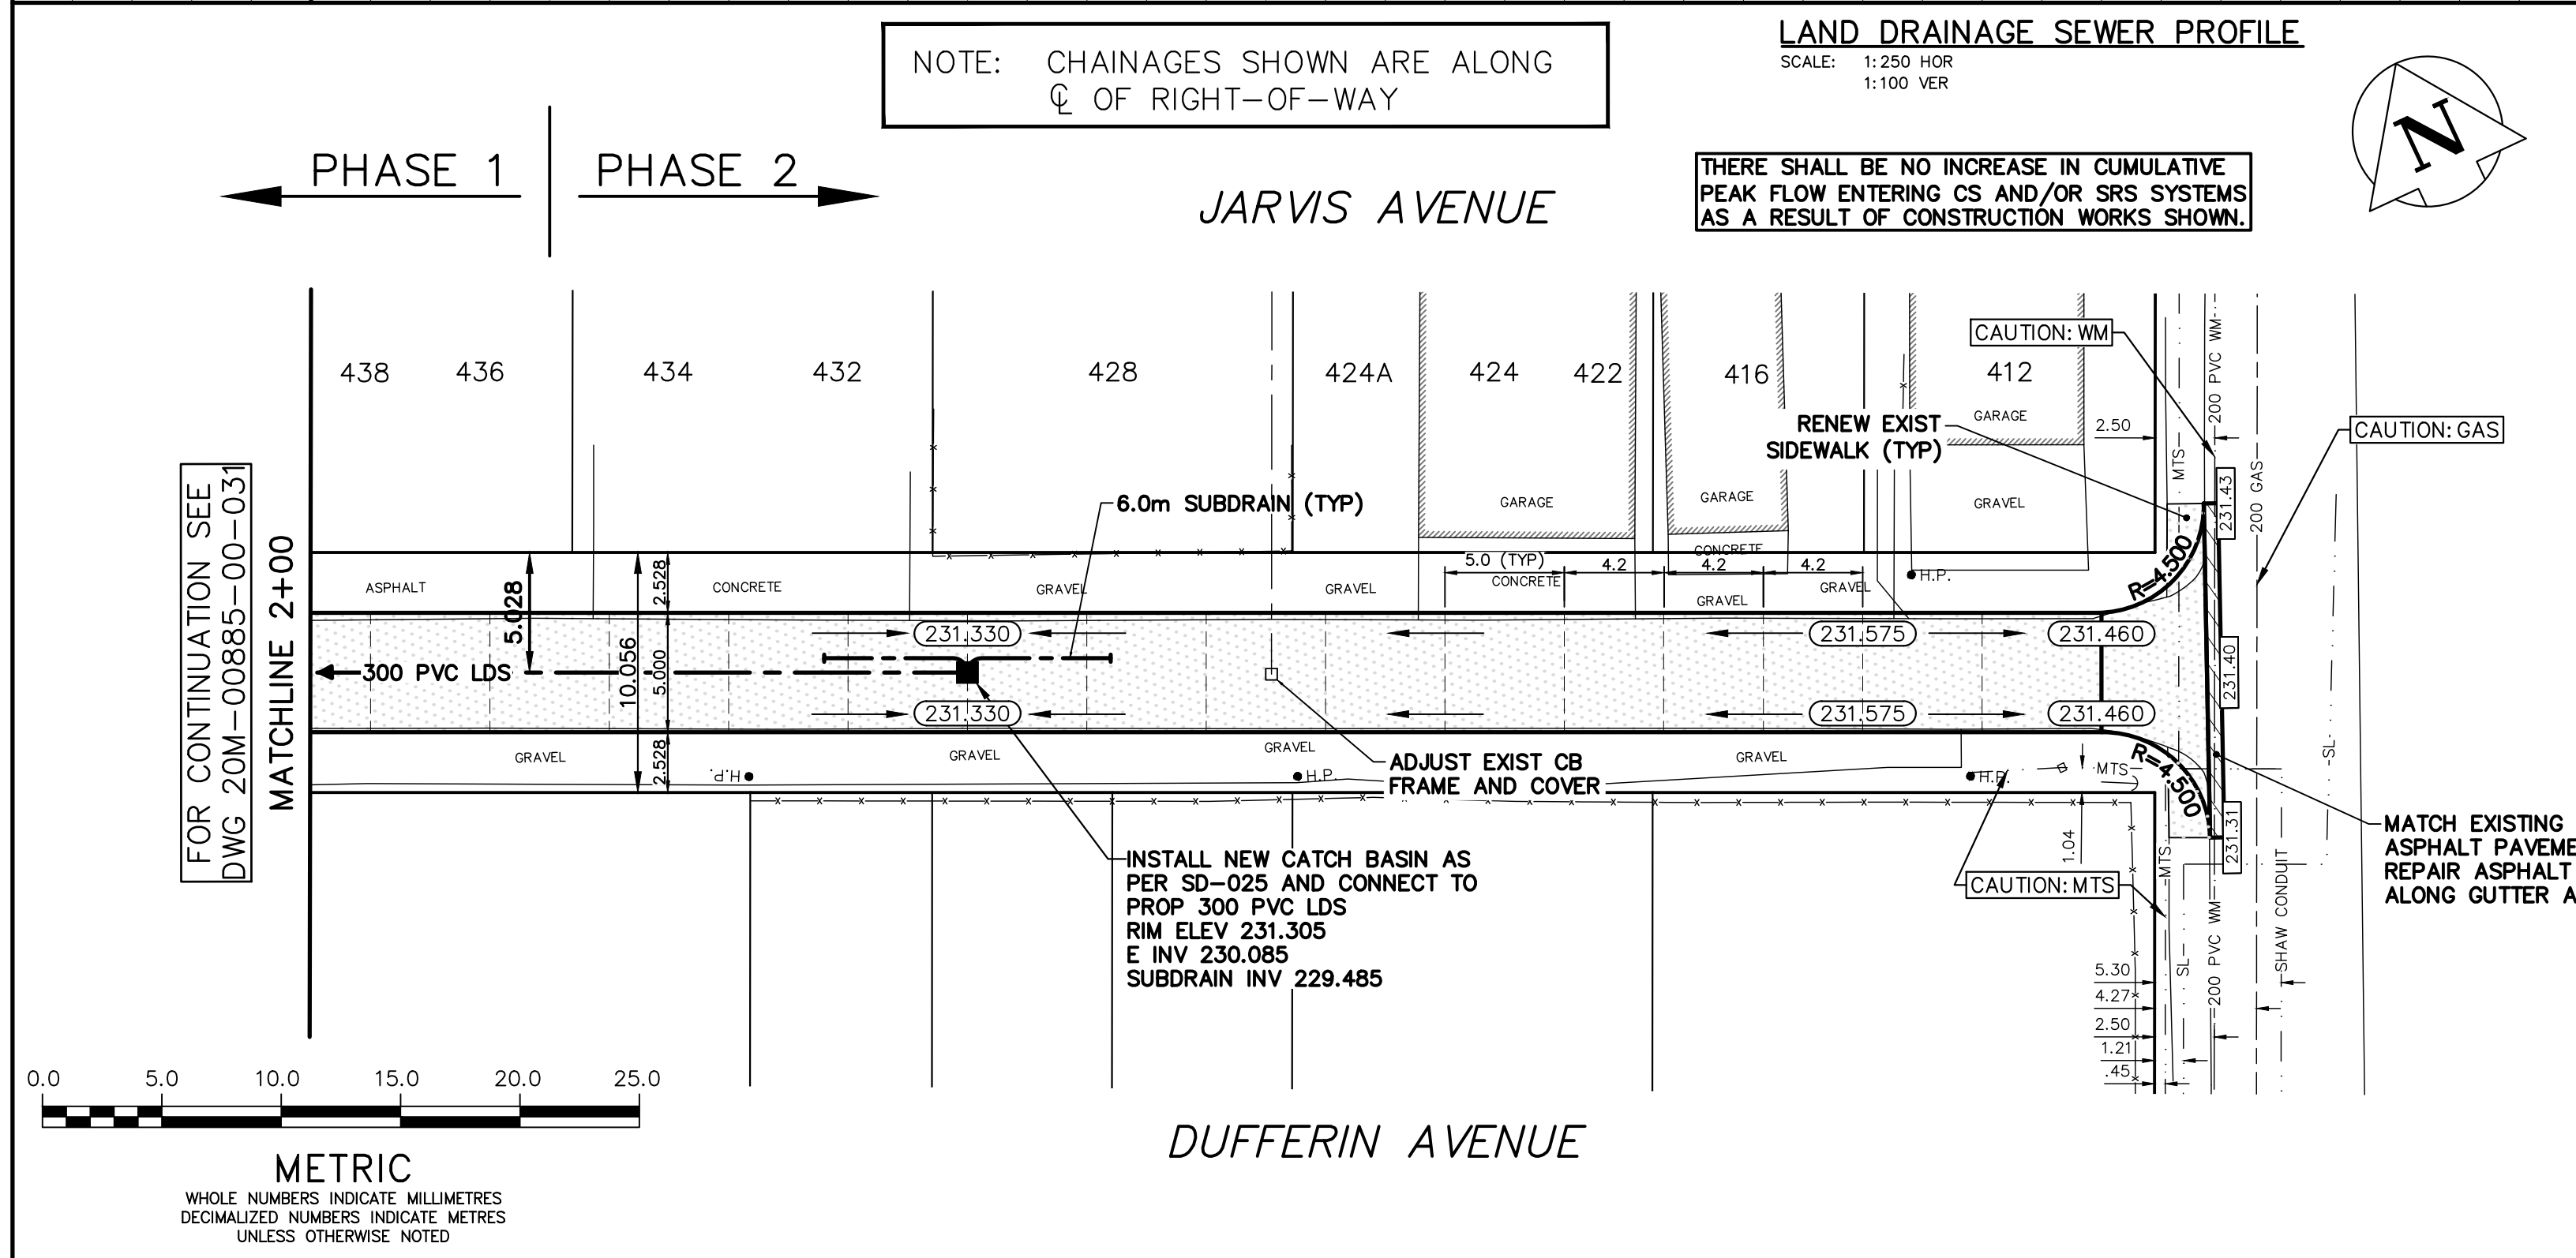 NOTE: CHAINAGES SHOWN ARE ALONG
℄ OF RIGHT-OF-WAY
LAND DRAINAGE SEWER PROFILE
SCALE: 1:250 HOR
1:100 VER
N
PHASE 1
PHASE 2
JARVIS AVENUE
THERE SHALL BE NO INCREASE IN CUMULATIVE
PEAK FLOW ENTERING CS AND/OR SRS SYSTEMS
AS A RESULT OF CONSTRUCTION WORKS SHOWN.
438
436
434
432
428
424A
424
422
416
412
GARAGE
GARAGE
GARAGE
GRAVEL
CAUTION: WM
200 PVC WM
MTS
2.50
RENEW EXIST
SIDEWALK (TYP)
CAUTION: GAS
200 GAS
231.43
6.0m SUBDRAIN (TYP)
FOR CONTINUATION SEE
DWG 20M-00885-00-031
MATCHLINE 2+00
ASPHALT
5.028
10.056
2.528
5.000
2.528
CONCRETE
GRAVEL
GRAVEL
5.0 (TYP)
CONCRETE
4.2
CONCRETE
4.2
4.2
GRAVEL
GRAVEL
H.P.
R=4.500
231.330
231.575
231.460
300 PVC LDS
231.40
231.330
231.575
231.460
GRAVEL
GRAVEL
GRAVEL
GRAVEL
H.P.
H.P.
H.P.
MTS
R=4.500
SL
ADJUST EXIST CB
FRAME AND COVER
INSTALL NEW CATCH BASIN AS
PER SD-025 AND CONNECT TO
PROP 300 PVC LDS
RIM ELEV 231.305
E INV 230.085
SUBDRAIN INV 229.485
1.04
CAUTION: MTS
231.31
MATCH EXISTING
ASPHALT PAVEME
REPAIR ASPHALT
ALONG GUTTER A
MTS
SL
200 PVC WM
SHAW CONDUIT
5.30
4.27
2.50
1.21
.45
0.0 5.0 10.0 15.0 20.0 25.0
METRIC
WHOLE NUMBERS INDICATE MILLIMETRES
DECIMALIZED NUMBERS INDICATE METRES
UNLESS OTHERWISE NOTED
DUFFERIN AVENUE